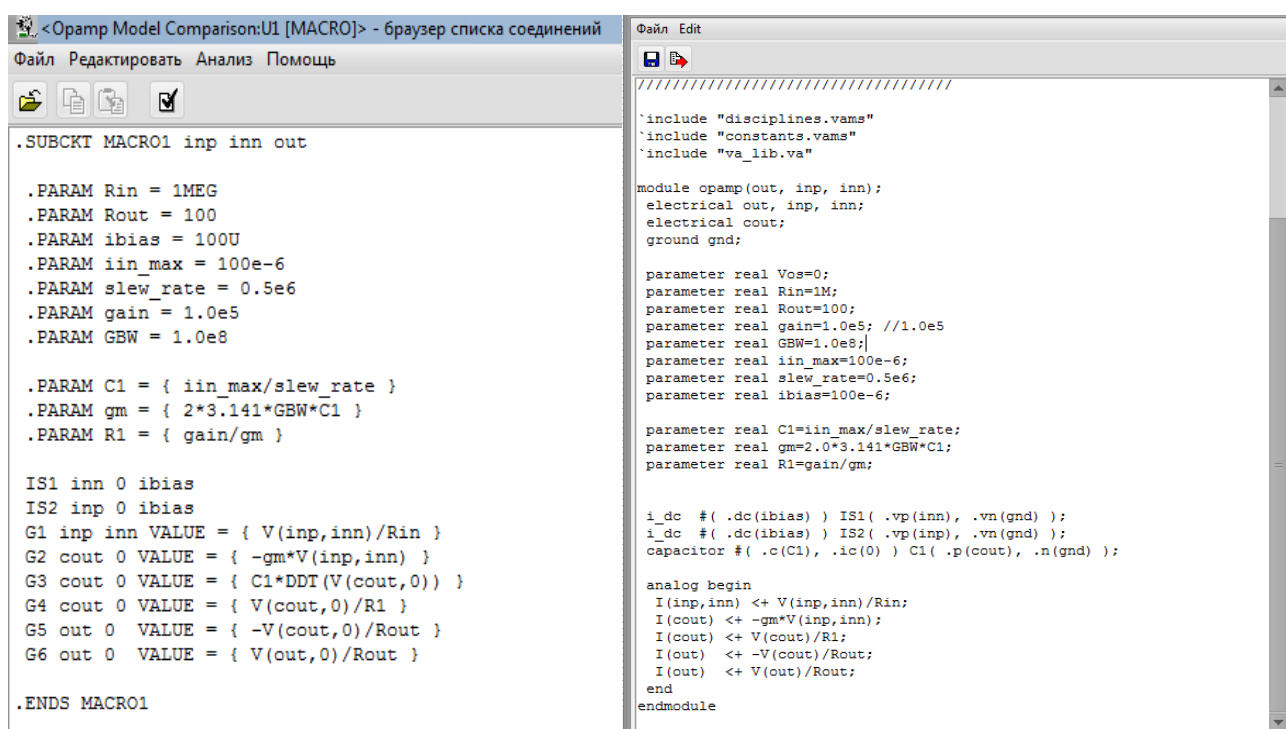 <Opamp Model Comparison:U1 [MACRO]> - браузер списка соединений
Файл Редактировать Анализ Помощь
.SUBCKT MACRO1 inp inn out
.PARAM Rin = 1MEG
.PARAM Rout = 100
.PARAM ibias = 100U
.PARAM iin_max = 100e-6
.PARAM slew_rate = 0.5e6
.PARAM gain = 1.0e5
.PARAM GBW = 1.0e8
.PARAM C1 = { iin_max/slew_rate }
.PARAM gm = { 2*3.141*GBW*C1 }
.PARAM R1 = { gain/gm }
IS1 inn 0 ibias
IS2 inp 0 ibias
G1 inp inn VALUE = { V(inp,inn)/Rin }
G2 cout 0 VALUE = { -gm*V(inp,inn) }
G3 cout 0 VALUE = { C1*DDT(V(cout,0)) }
G4 cout 0 VALUE = { V(cout,0)/R1 }
G5 out 0  VALUE = { -V(cout,0)/Rout }
G6 out 0  VALUE = { V(out,0)/Rout }
.ENDS MACRO1
Файл Edit
////////////////////////////////////
`include "disciplines.vams"
`include "constants.vams"
`include "va_lib.va"
module opamp(out, inp, inn);
electrical out, inp, inn;
electrical cout;
ground gnd;
parameter real Vos=0;
parameter real Rin=1M;
parameter real Rout=100;
parameter real gain=1.0e5; //1.0e5
parameter real GBW=1.0e8;
parameter real iin_max=100e-6;
parameter real slew_rate=0.5e6;
parameter real ibias=100e-6;
parameter real C1=iin_max/slew_rate;
parameter real gm=2.0*3.141*GBW*C1;
parameter real R1=gain/gm;
i_dc  #( .dc(ibias) ) IS1( .vp(inn), .vn(gnd) );
i_dc  #( .dc(ibias) ) IS2( .vp(inp), .vn(gnd) );
capacitor #( .c(C1), .ic(0) ) C1( .p(cout), .n(gnd) );
analog begin
I(inp,inn) <+ V(inp,inn)/Rin;
I(cout) <+ -gm*V(inp,inn);
I(cout) <+ V(cout)/R1;
I(out)  <+ -V(cout)/Rout;
I(out)  <+ V(out)/Rout;
end
endmodule